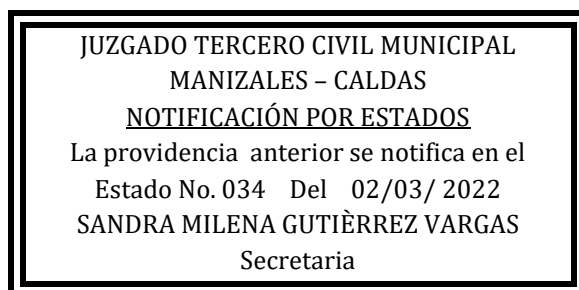 JUZGADO TERCERO CIVIL MUNICIPAL
MANIZALES – CALDAS
NOTIFICACIÓN POR ESTADOS
La providencia  anterior se notifica en el
Estado No. 034    Del    02/03/ 2022
SANDRA MILENA GUTIÈRREZ VARGAS
Secretaria